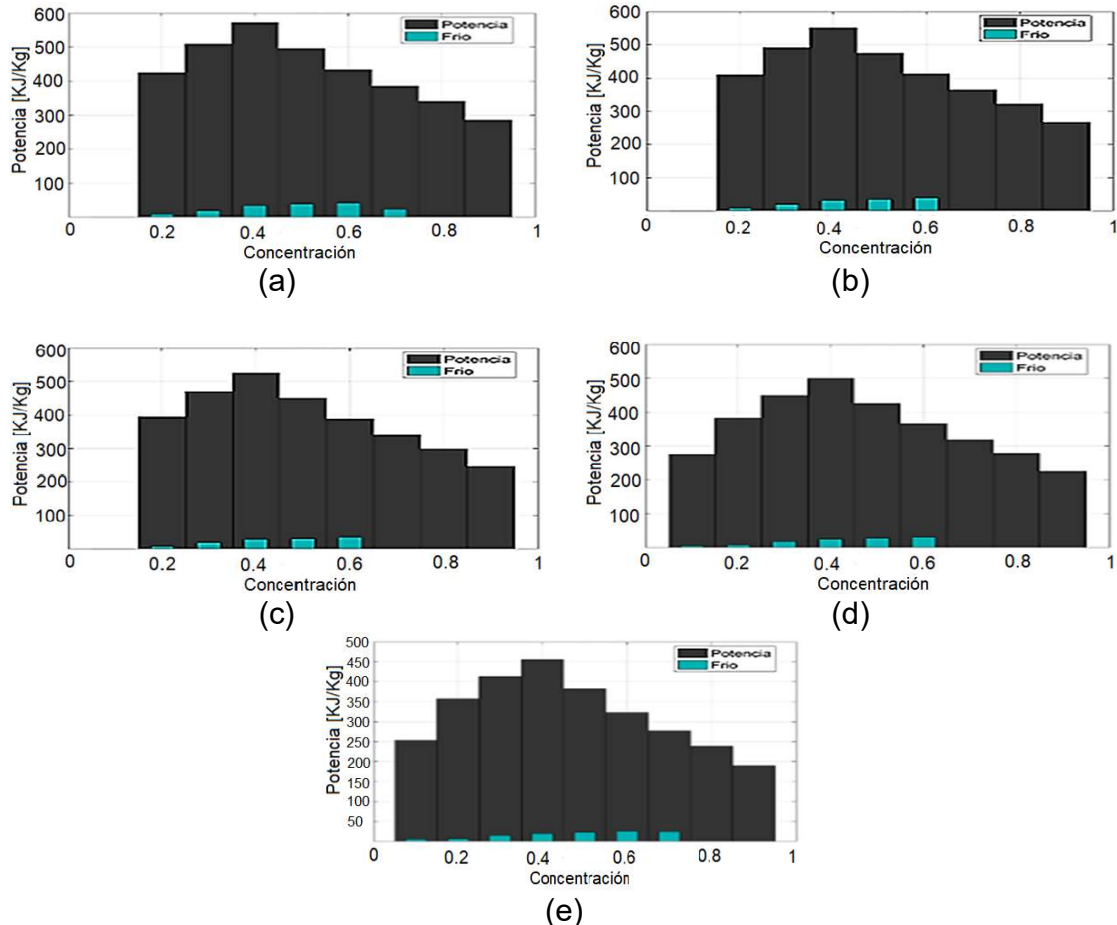 600
500
400
300
200
100
Potencia [KJ/Kg]
Potencia
Frio
0
0.2
0.4
0.6
0.8
1
Concentración
(a)
600
500
400
300
200
100
Potencia [KJ/Kg]
Potencia
Frio
0
0.2
0.4
0.6
0.8
1
Concentración
(b)
600
500
400
300
200
100
Potencia [KJ/Kg]
Potencia
Frio
0
0.2
0.4
0.6
0.8
1
Concentración
(c)
600
500
400
300
200
100
Potencia [KJ/Kg]
Potencia
Frio
0
0.2
0.4
0.6
0.8
1
Concentración
(d)
500
450
400
350
300
250
200
150
100
50
Potencia [KJ/Kg]
Potencia
Frio
0
0.2
0.4
0.6
0.8
1
Concentración
(e)